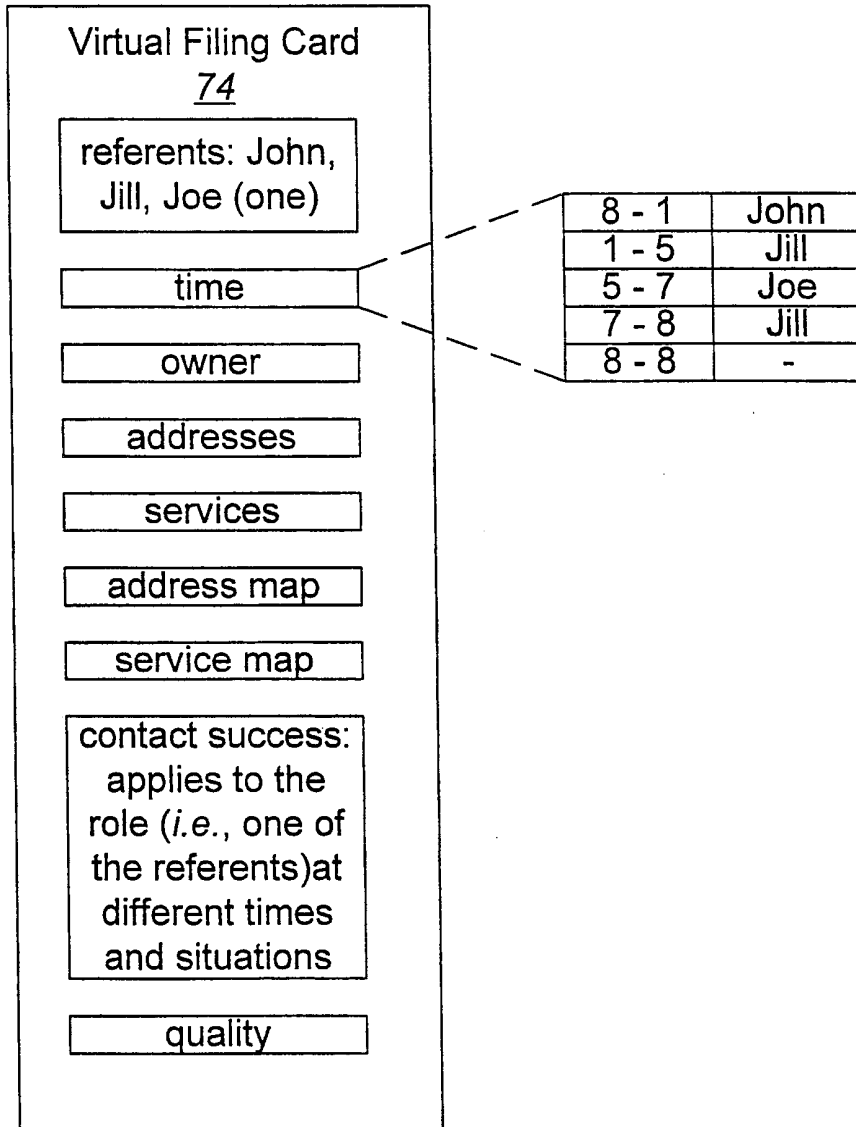 Virtual Filing Card
74
referents: John,
Jill, Joe (one)
time
owner
addresses
services
address map
service map
contact success:
applies to the
role (i.e., one of
the referents)at
different times
and situations
quality
8 - 1 John
1 - 5 Jill
5 - 7 Joe
7 - 8 Jill
8 - 8 -